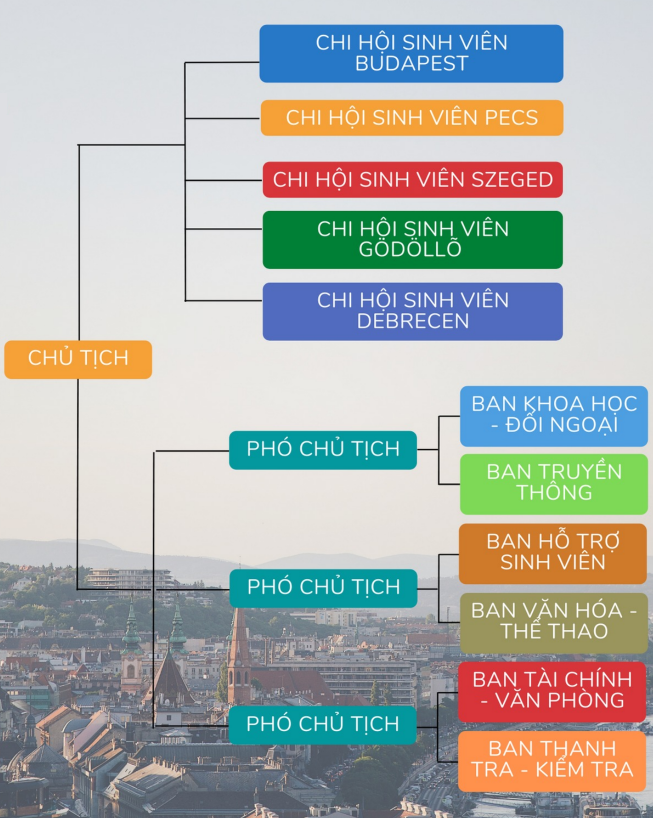 CHI HỘI SINH VIÊN
BUDAPEST
CHI HỘI SINH VIÊN PECS
CHI HỘI SINH VIÊN SZEGED
CHI HỘI SINH VIÊN
GÖDÖLLÕ
CHI HỘI SINH VIÊN
DEBRECEN
CHỦ TỊCH
PHÓ CHỦ TỊCH
BAN KHOA HỌC
- ĐỐI NGOẠI
BAN TRUYỀN
THÔNG
PHÓ CHỦ TỊCH
BAN HỖ TRỢ
SINH VIÊN
BAN VĂN HÓA -
THỂ THAO
PHÓ CHỦ TỊCH
BAN TÀI CHÍNH
- VĂN PHÒNG
BAN THANH
TRA - KIỂM TRA